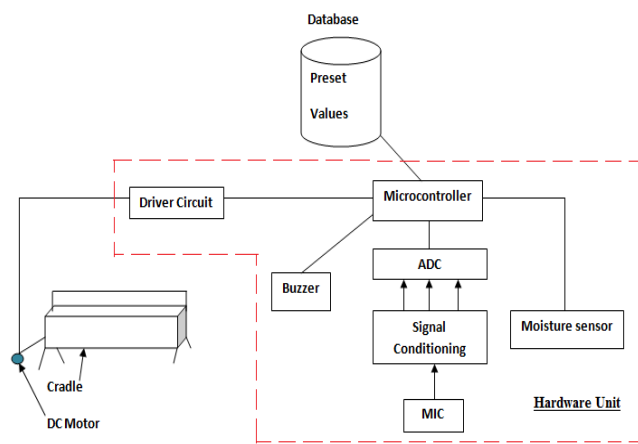 Database
Preset
Values
Driver Circuit
Microcontroller
Buzzer
ADC
Signal
Conditioning
Moisture sensor
MIC
Cradle
DC Motor
Hardware Unit